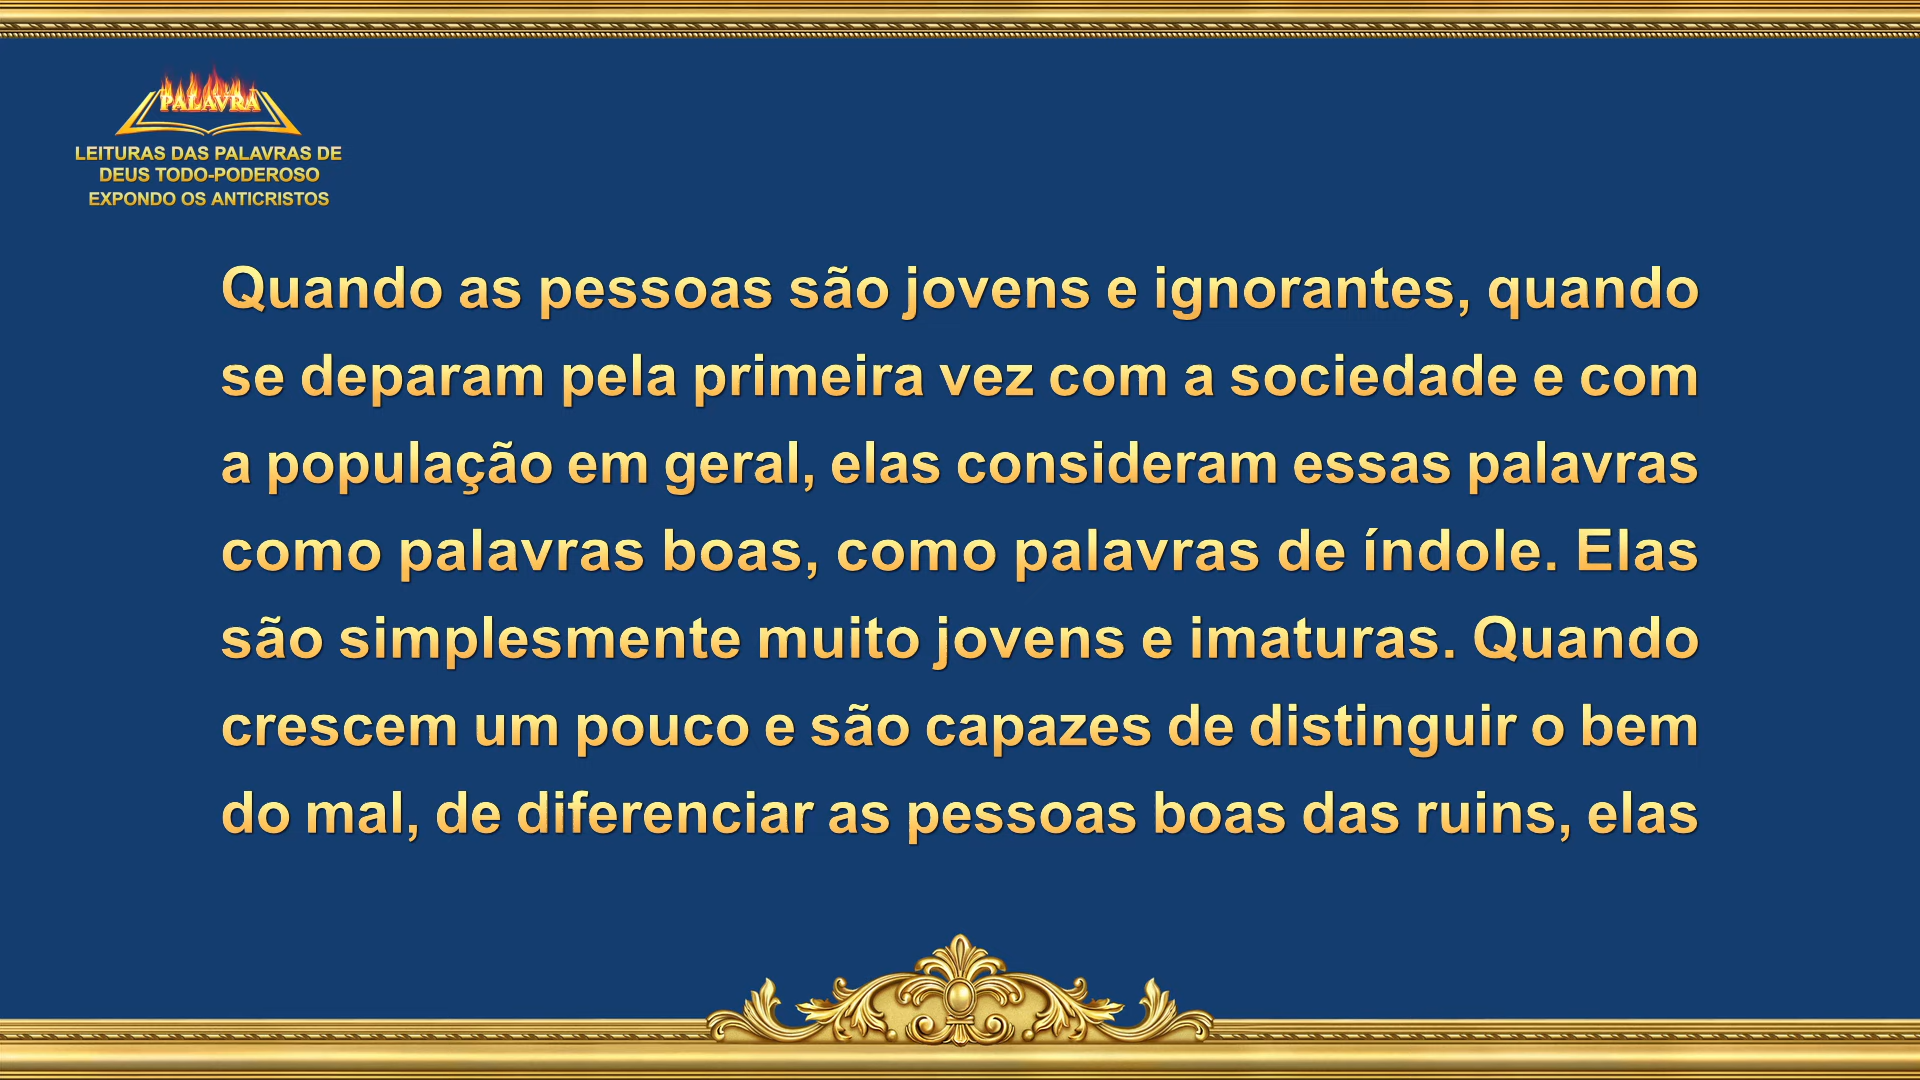 PALAVRA
LEITURAS DAS PALAVRAS DE
DEUS TODO-PODEROSO
EXPONDO OS ANTICRISTOS
Quando as pessoas são jovens e ignorantes, quando
se deparam pela primeira vez com a sociedade e com
a população em geral, elas consideram essas palavras
como palavras boas, como palavras de índole. Elas
são simplesmente muito jovens e imaturas. Quando
crescem um pouco e são capazes de distinguir o bem
do mal, de diferenciar as pessoas boas das ruins, elas